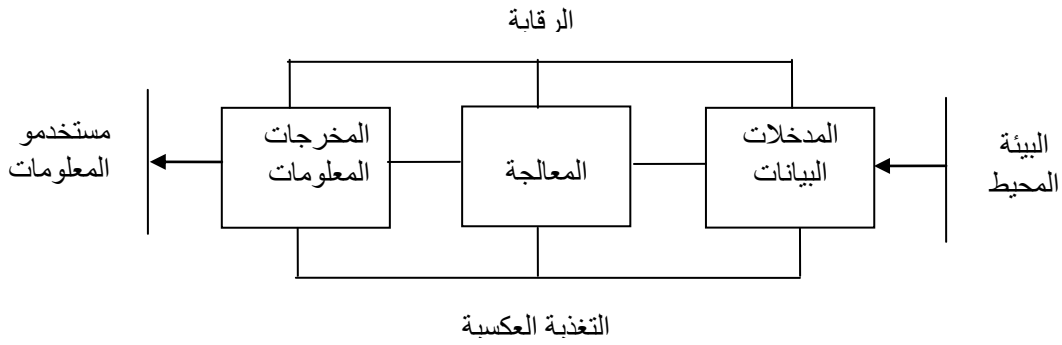 الرقابة
البيئة
المحيط
المدخلات
البيانات
المعالجة
المخرجات
المعلومات
مستخدمو
المعلومات
التغذية العكسية